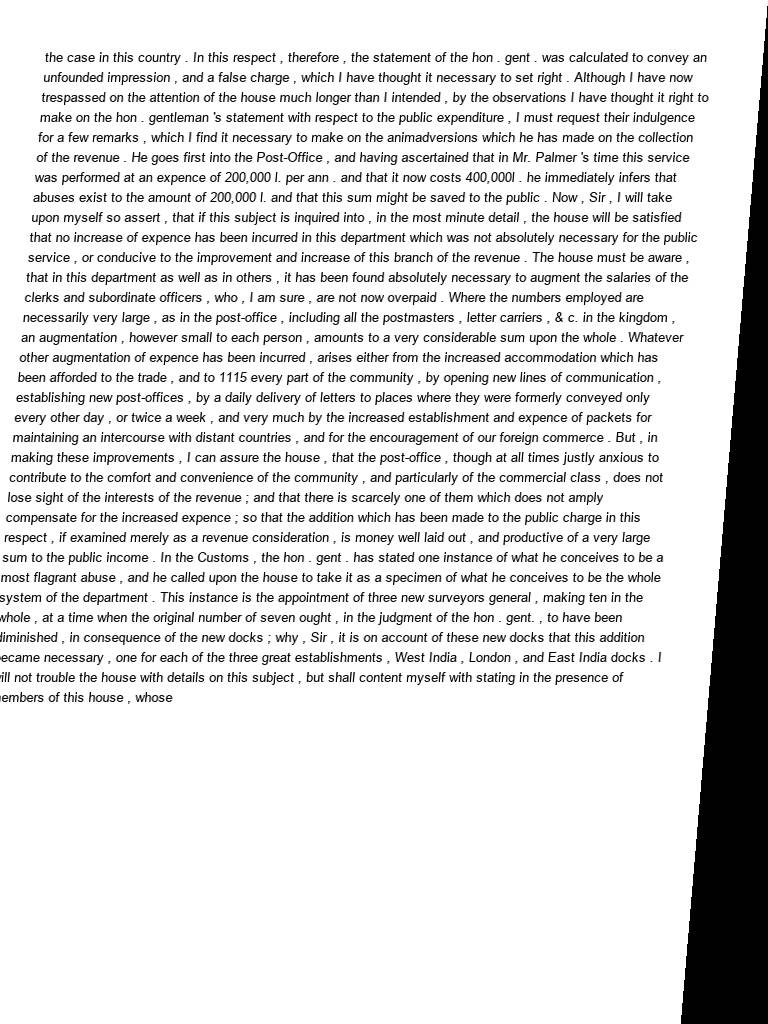 the case in this country . In this respect , therefore , the statement of the hon . gent . was calculated to convey an
unfounded impression , and a false charge , which I have thought it necessary to set right . Although I have now
trespassed on the attention of the house much longer than I intended , by the observations I have thought it right to
make on the hon . gentleman 's statement with respect to the public expenditure , I must request their indulgence
for a few remarks , which I find it necessary to make on the animadversions which he has made on the collection
of the revenue . He goes first into the Post-Office , and having ascertained that in Mr. Palmer 's time this service
was performed at an expence of 200,000 l. per ann . and that it now costs 400,000l . he immediately infers that
abuses exist to the amount of 200,000 l. and that this sum might be saved to the public . Now , Sir , I will take
upon myself so assert , that if this subject is inquired into , in the most minute detail , the house will be satisfied
that no increase of expence has been incurred in this department which was not absolutely necessary for the public
service , or conducive to the improvement and increase of this branch of the revenue . The house must be aware ,
that in this department as well as in others , it has been found absolutely necessary to augment the salaries of the
clerks and subordinate officers , who , I am sure , are not now overpaid . Where the numbers employed are
necessarily very large , as in the post-office , including all the postmasters , letter carriers , & c. in the kingdom ,
an augmentation , however small to each person , amounts to a very considerable sum upon the whole . Whatever
other augmentation of expence has been incurred , arises either from the increased accommodation which has
been afforded to the trade , and to 1115 every part of the community , by opening new lines of communication ,
establishing new post-offices , by a daily delivery of letters to places where they were formerly conveyed only
every other day , or twice a week , and very much by the increased establishment and expence of packets for
maintaining an intercourse with distant countries , and for the encouragement of our foreign commerce . But , in
making these improvements , I can assure the house , that the post-office , though at all times justly anxious to
contribute to the comfort and convenience of the community , and particularly of the commercial class , does not
lose sight of the interests of the revenue ; and that there is scarcely one of them which does not amply
compensate for the increased expence ; so that the addition which has been made to the public charge in this
respect , if examined merely as a revenue consideration , is money well laid out , and productive of a very large
sum to the public income . In the Customs , the hon . gent . has stated one instance of what he conceives to be a
most flagrant abuse , and he called upon the house to take it as a specimen of what he conceives to be the whole
system of the department . This instance is the appointment of three new surveyors general , making ten in the
whole , at a time when the original number of seven ought , in the judgment of the hon . gent. , to have been
diminished , in consequence of the new docks ; why , Sir , it is on account of these new docks that this addition
became necessary , one for each of the three great establishments , West India , London , and East India docks . I
will not trouble the house with details on this subject , but shall content myself with stating in the presence of
members of this house , whose